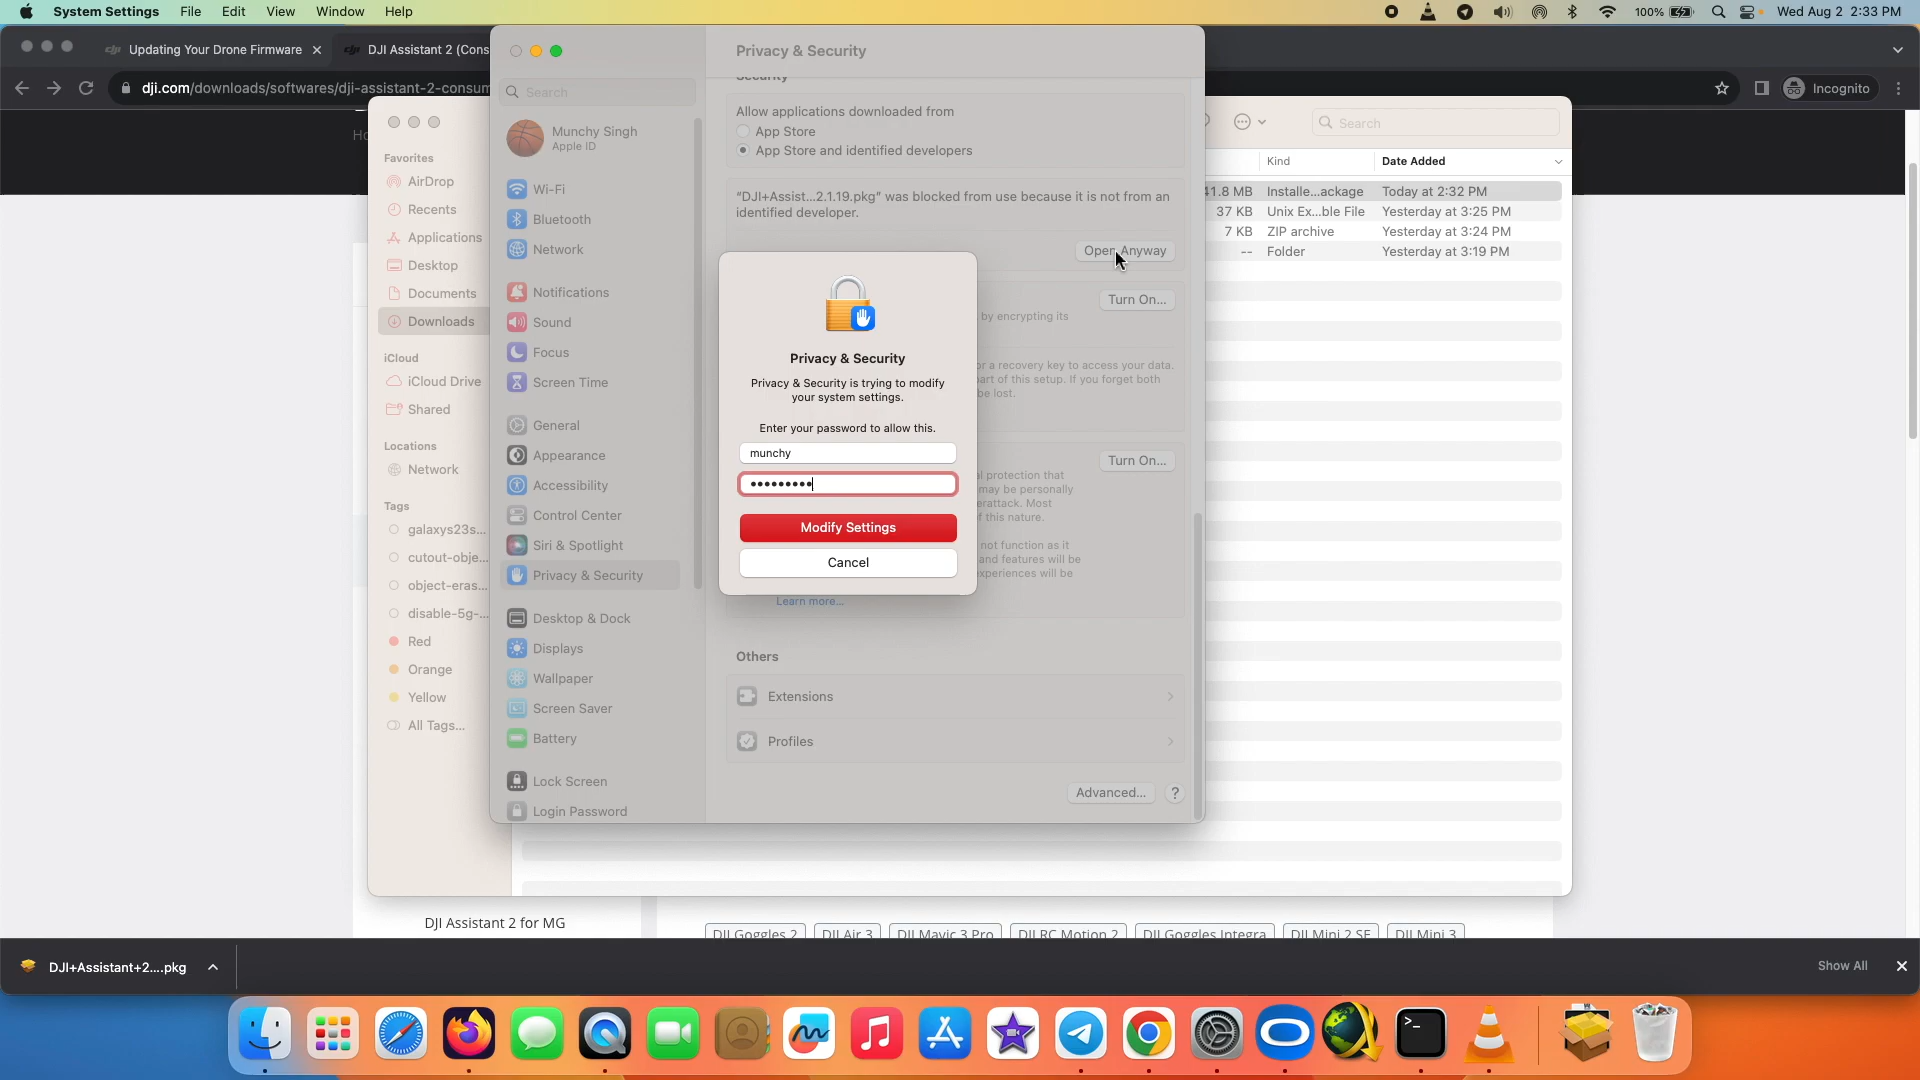 System Settings File Edit View Window Help
100% Wed Aug 2 2:33 PM
Updating Your Drone Firmware
DJI Assistant 2 (Cons
dji.com/downloads/softwares/dji-assistant-2-consum
Incognito
Ho
Favorites
AirDrop
Recents
Applications
Desktop
Documents
Downloads
iCloud
iCloud Drive
Shared
Locations
Network
Tags
galaxys23s...
cutout-obje...
object-eras...
disable-5g-...
Red
Orange
Yellow
All Tags...
Search
Munchy Singh
Apple ID
Wi-Fi
Bluetooth
Network
Notifications
Sound
Focus
Screen Time
General
Appearance
Accessibility
Control Center
Siri & Spotlight
Privacy & Security
Desktop & Dock
Displays
Wallpaper
Screen Saver
Battery
Lock Screen
Login Password
Privacy & Security
Security
Allow applications downloaded from
App Store
App Store and identified developers
"DJI+Assist...2.1.19.pkg" was blocked from use because it is not from an
identified developer.
Open Anyway
Turn On...
by encrypting its
or a recovery key to access your data.
art of this setup. If you forget both
be lost.
Turn On...
protection that
may be personally
erattack. Most
f this nature.
not function as it
and features will be
xperiences will be
Learn more...
Others
Extensions
Profiles
Advanced... ?
Privacy & Security
Privacy & Security is trying to modify
your system settings.
Enter your password to allow this.
munchy
•••••••••
Modify Settings
Cancel
Search
Kind Date Added
41.8 MB Installe...ackage Today at 2:32 PM
37 KB Unix Ex...ble File Yesterday at 3:25 PM
7 KB ZIP archive Yesterday at 3:24 PM
-- Folder Yesterday at 3:19 PM
DJI Assistant 2 for MG
DJI Goggles 2 DJI Air 3 DJI Mavic 3 Pro DJI RC Motion 2 DJI Goggles Integra DJI Mini 2 SE DJI Mini 3
DJI+Assistant+2....pkg
Show All